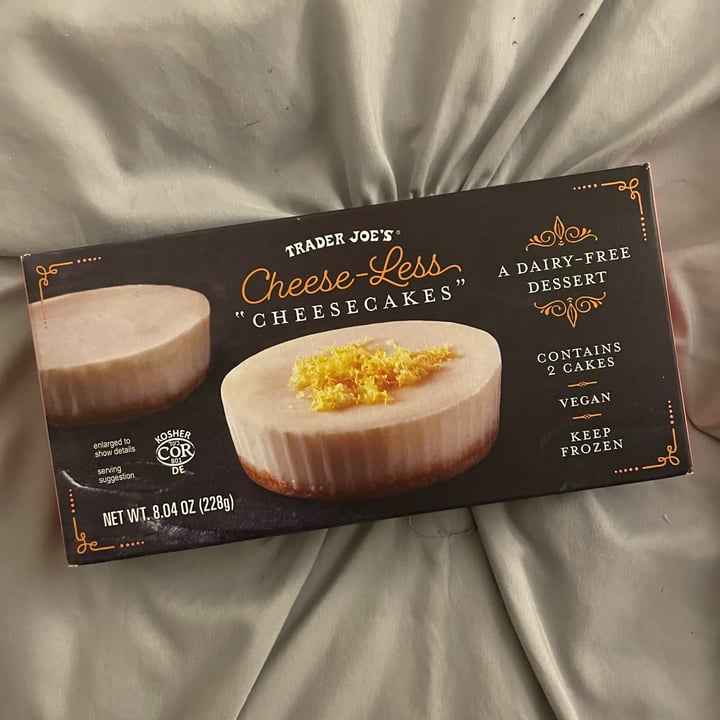 TRADER JOE'S
Cheese-Less
"CHEESECAKES"
A DAIRY-FREE
DESSERT
CONTAINS
2 CAKES
VEGAN
KEEP
FROZEN
enlarged to
show details
serving
suggestion
KOSHER
COR
801
DE
NET WT. 8.04 OZ (228g)